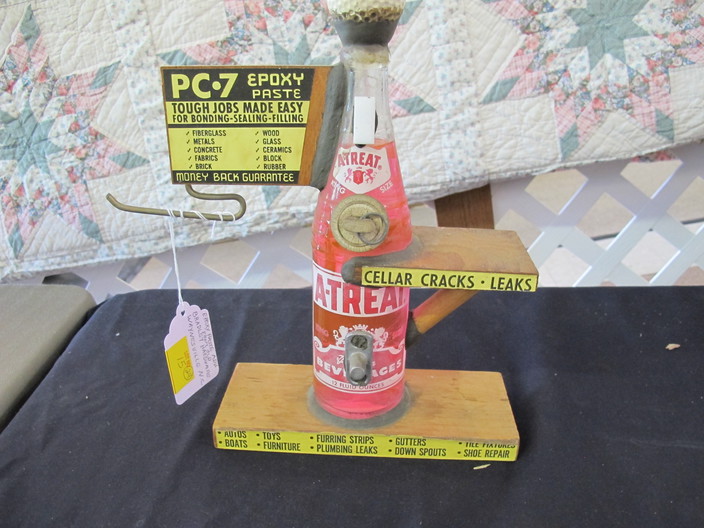 PC·7 EPOXY
PASTE
TOUGH JOBS MADE EASY
FOR BONDING-SEALING-FILLING
✓ FIBERGLASS ✓ WOOD
✓ METALS ✓ GLASS
✓ CONCRETE ✓ CERAMICS
✓ FABRICS ✓ BLOCK
✓ BRICK ✓ RUBBER
MONEY BACK GUARANTEE
A-TREAT
SIZE
CELLAR CRACKS · LEAKS
A-TREAT
BEVERAGES
12 FLUID OUNCES
• AUTOS • TOYS • FURRING STRIPS • GUTTERS • TILE FIXTURES
• BOATS • FURNITURE • PLUMBING LEAKS • DOWN SPOUTS • SHOE REPAIR